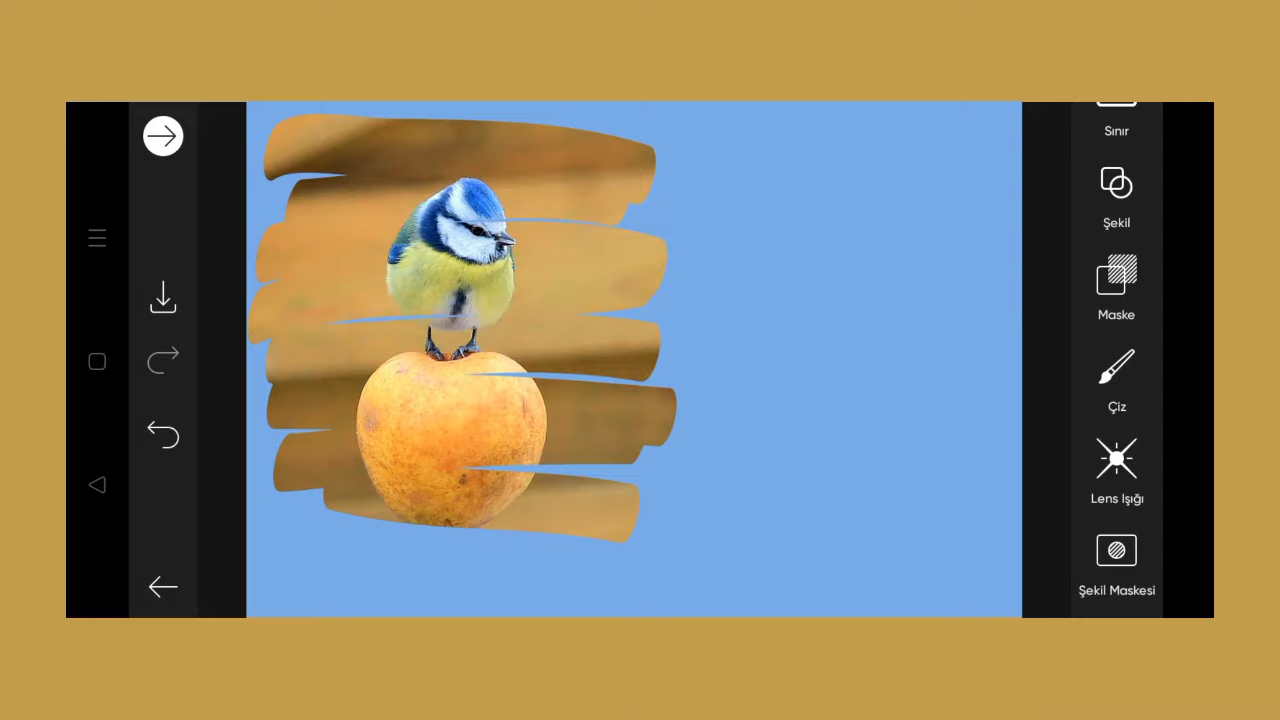 Sınır
Şekil
Maske
Çiz
Lens Işığı
Şekil Maskesi